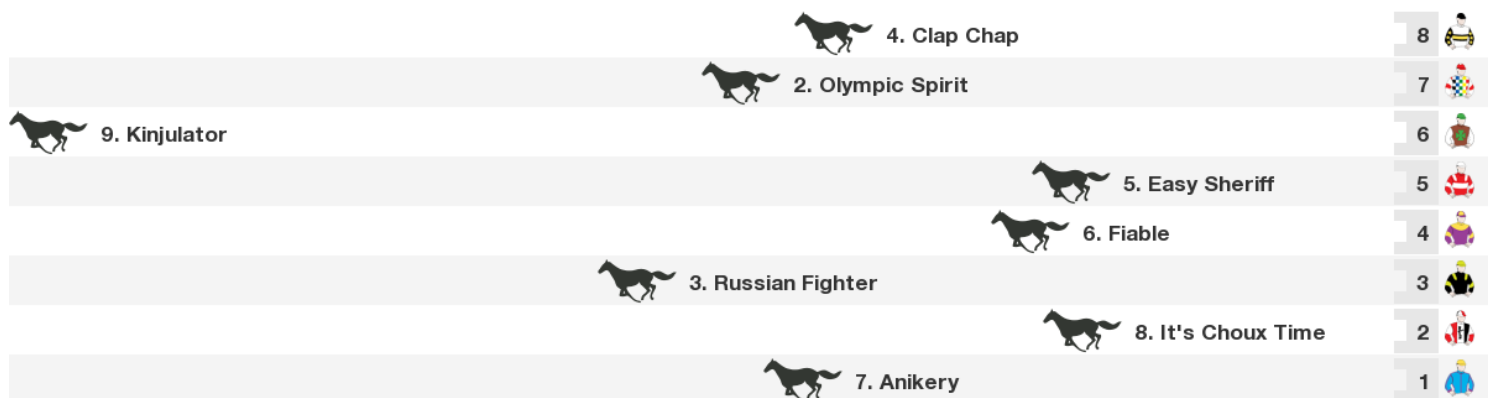 4. Clap Chap 8
2. Olympic Spirit 7
9. Kinjulator 6
5. Easy Sheriff 5
6. Fiable 4
3. Russian Fighter 3
8. It's Choux Time 2
7. Anikery 1